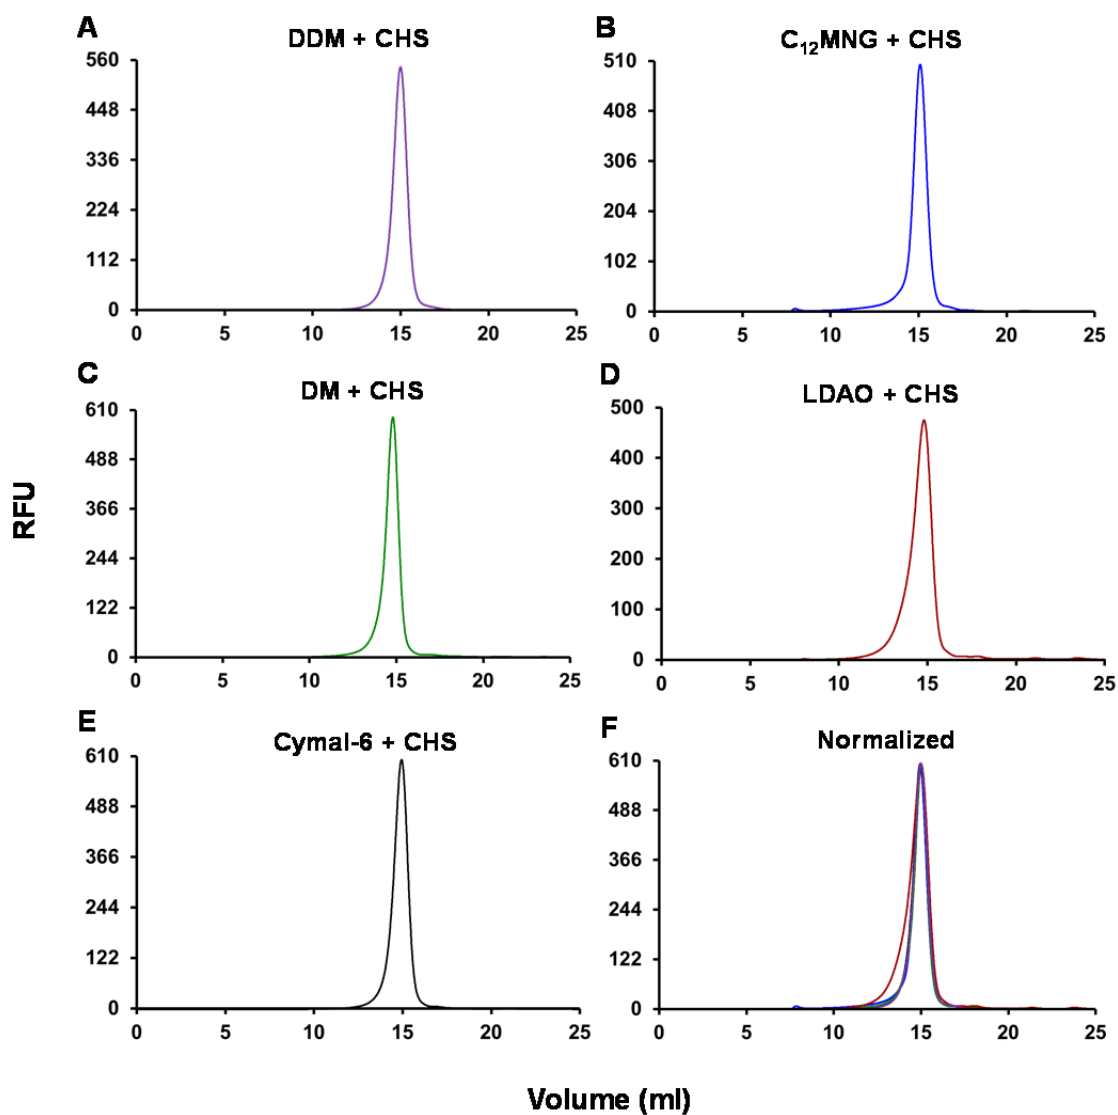 A
DDM + CHS
560
448
336
224
112
0
0 5 10 15 20 25
B
C₁₂MNG + CHS
510
408
306
204
102
0
0 5 10 15 20 25
C
DM + CHS
610
488
366
244
122
0
0 5 10 15 20 25
D
LDAO + CHS
500
400
300
200
100
0
0 5 10 15 20 25
RFU
E
Cymal-6 + CHS
610
488
366
244
122
0
0 5 10 15 20 25
F
Normalized
610
488
366
244
122
0
0 5 10 15 20 25
Volume (ml)